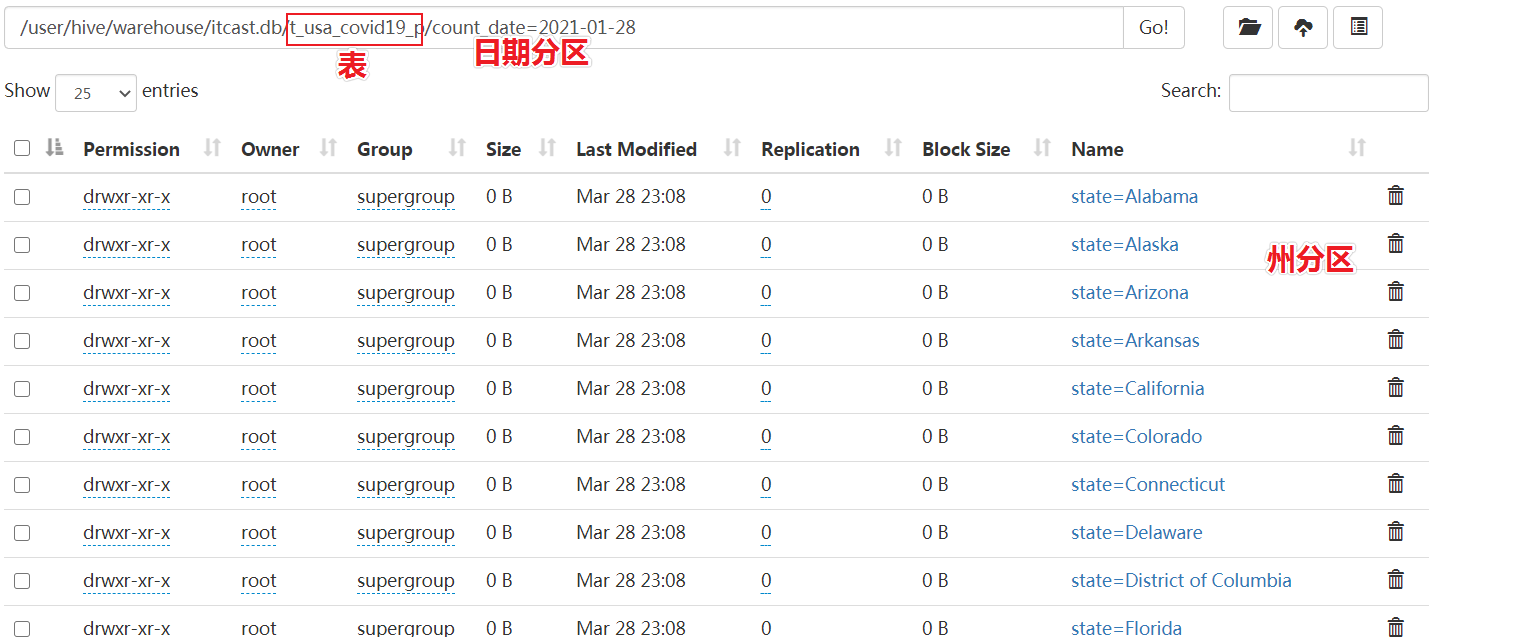 /user/hive/warehouse/itcast.db/t_usa_covid19_p/count_date=2021-01-28 Go!
表 日期分区
Show 25 entries Search:
Permission Owner Group Size Last Modified Replication Block Size Name
drwxr-xr-x root supergroup 0 B Mar 28 23:08 0 0 B state=Alabama
drwxr-xr-x root supergroup 0 B Mar 28 23:08 0 0 B state=Alaska
州分区
drwxr-xr-x root supergroup 0 B Mar 28 23:08 0 0 B state=Arizona
drwxr-xr-x root supergroup 0 B Mar 28 23:08 0 0 B state=Arkansas
drwxr-xr-x root supergroup 0 B Mar 28 23:08 0 0 B state=California
drwxr-xr-x root supergroup 0 B Mar 28 23:08 0 0 B state=Colorado
drwxr-xr-x root supergroup 0 B Mar 28 23:08 0 0 B state=Connecticut
drwxr-xr-x root supergroup 0 B Mar 28 23:08 0 0 B state=Delaware
drwxr-xr-x root supergroup 0 B Mar 28 23:08 0 0 B state=District of Columbia
drwxr-xr-x root supergroup 0 B Mar 28 23:08 0 0 B state=Florida